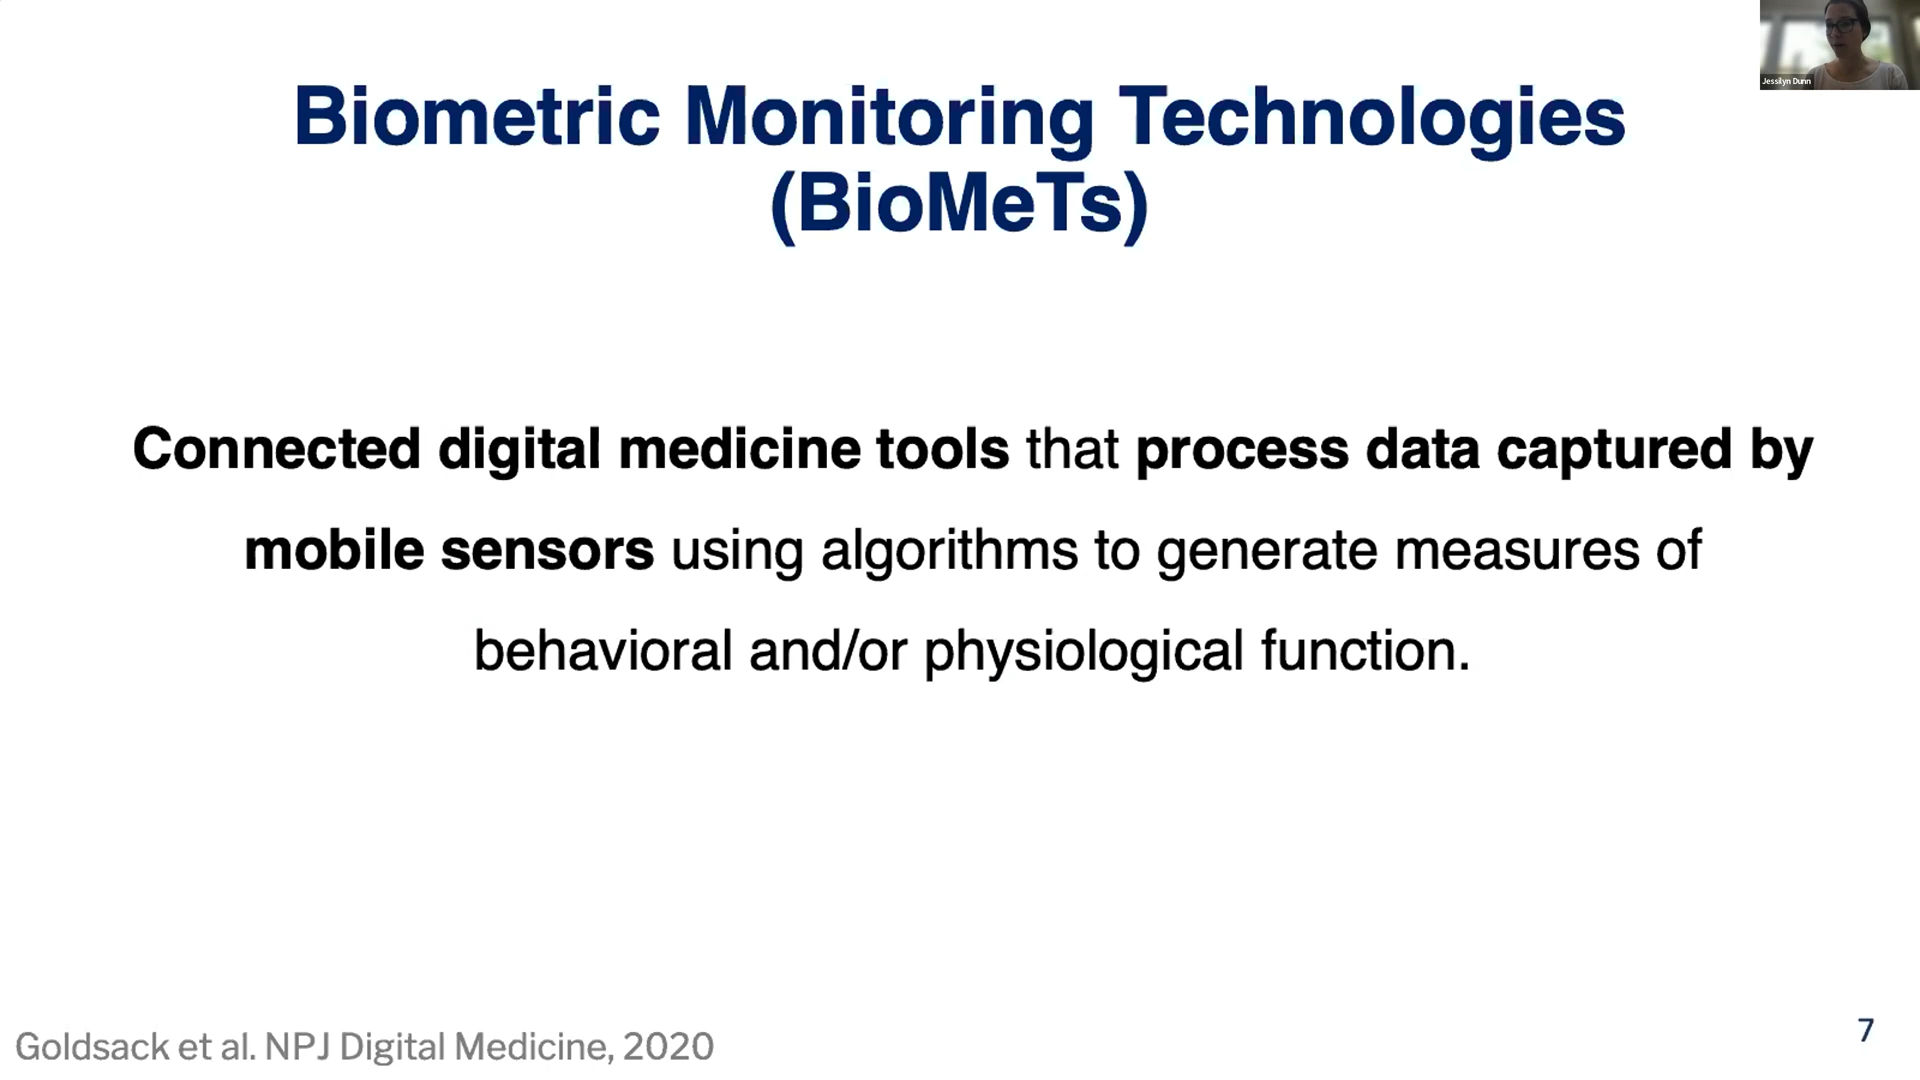 Jessilyn Dunn
Biometric Monitoring Technologies
(BioMeTs)
Connected digital medicine tools that process data captured by
mobile sensors using algorithms to generate measures of
behavioral and/or physiological function.
Goldsack et al. NPJ Digital Medicine, 2020
7